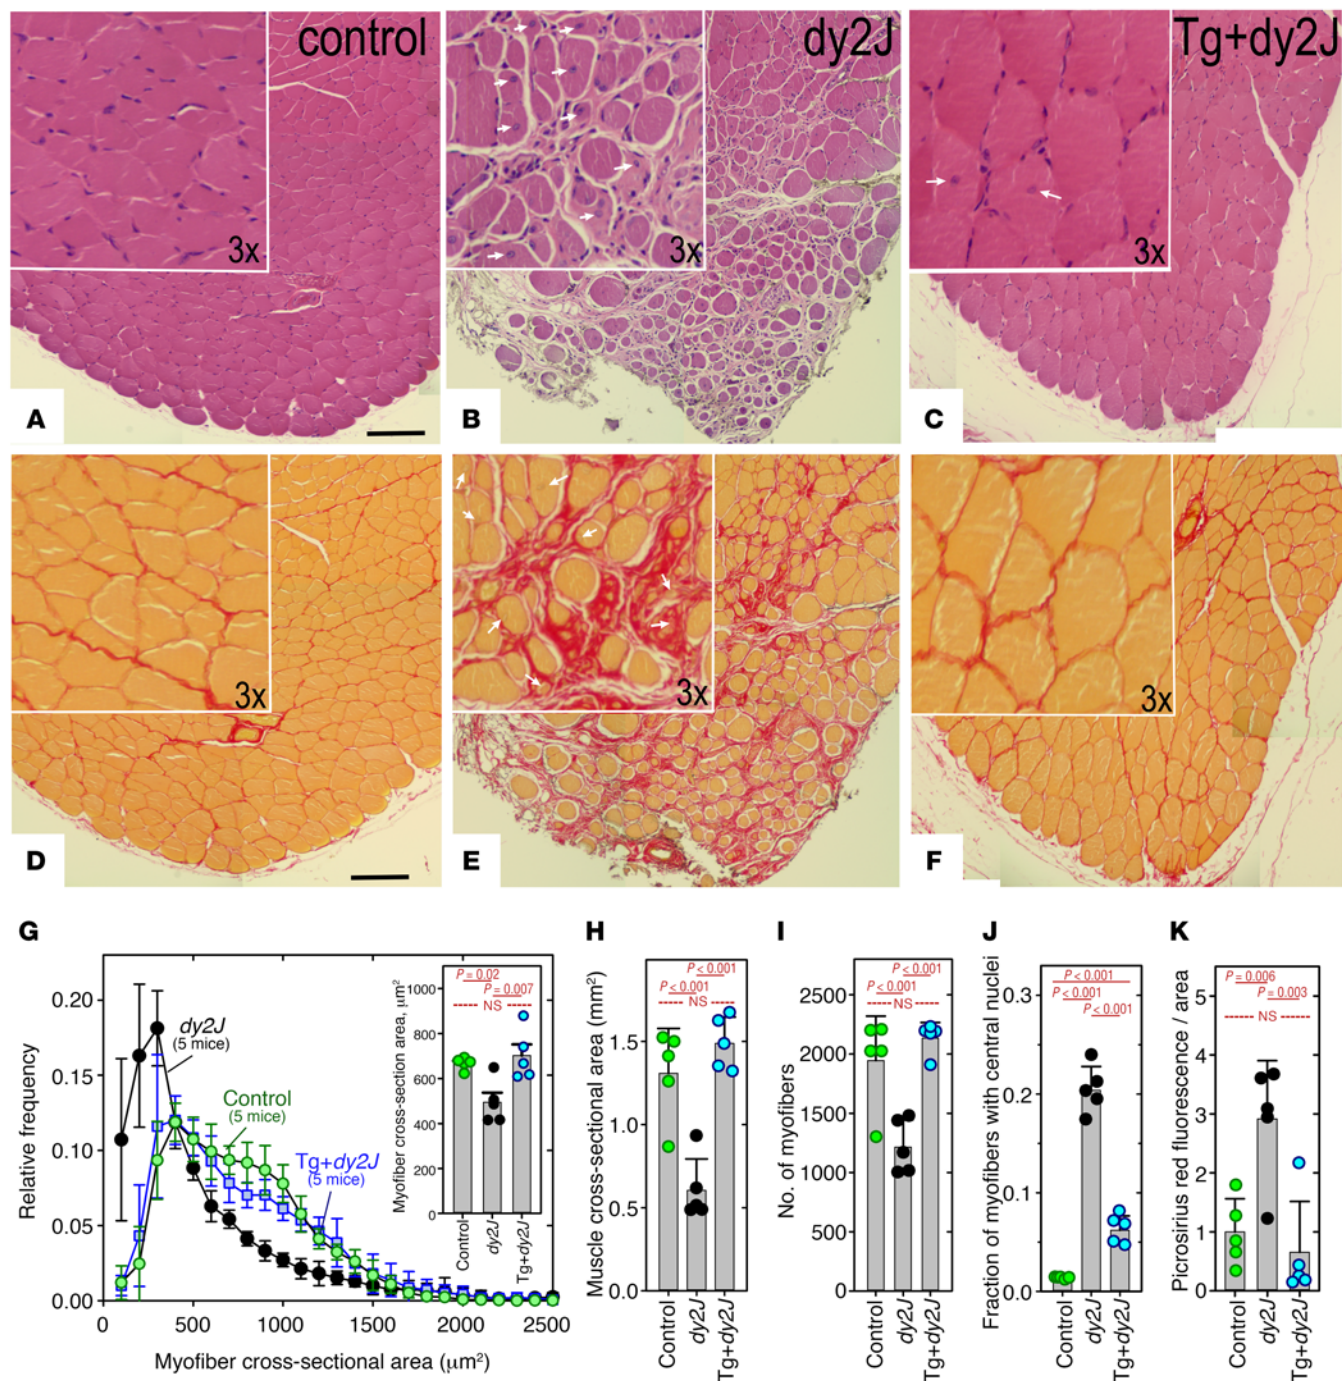 control
dy2J
Tg+dy2J
3x
3x
3x
A
B
C
3x
3x
3x
D
E
F
G
Relative frequency
0.20
0.15
0.10
0.05
0.00
0
500
1000
1500
2000
2500
Myofiber cross-sectional area (μm²)
dy2J
(5 mice)
Control
(5 mice)
Tg+dy2J
(5 mice)
Myofiber cross-section area, μm²
1000
800
600
400
200
0
P = 0.02
P = 0.007
NS
Control
dy2J
Tg+dy2J
H
Muscle cross-sectional area (mm²)
1.5
1.0
0.5
0.0
P < 0.001
P < 0.001
NS
Control
dy2J
Tg+dy2J
I
No. of myofibers
2500
2000
1500
1000
500
0
P < 0.001
P < 0.001
NS
Control
dy2J
Tg+dy2J
J
Fraction of myofibers with central nuclei
0.3
0.2
0.1
0.0
P < 0.001
P < 0.001
P < 0.001
Control
dy2J
Tg+dy2J
K
Picrosirius red fluorescence / area
5
4
3
2
1
0
P = 0.006
P = 0.003
NS
Control
dy2J
Tg+dy2J